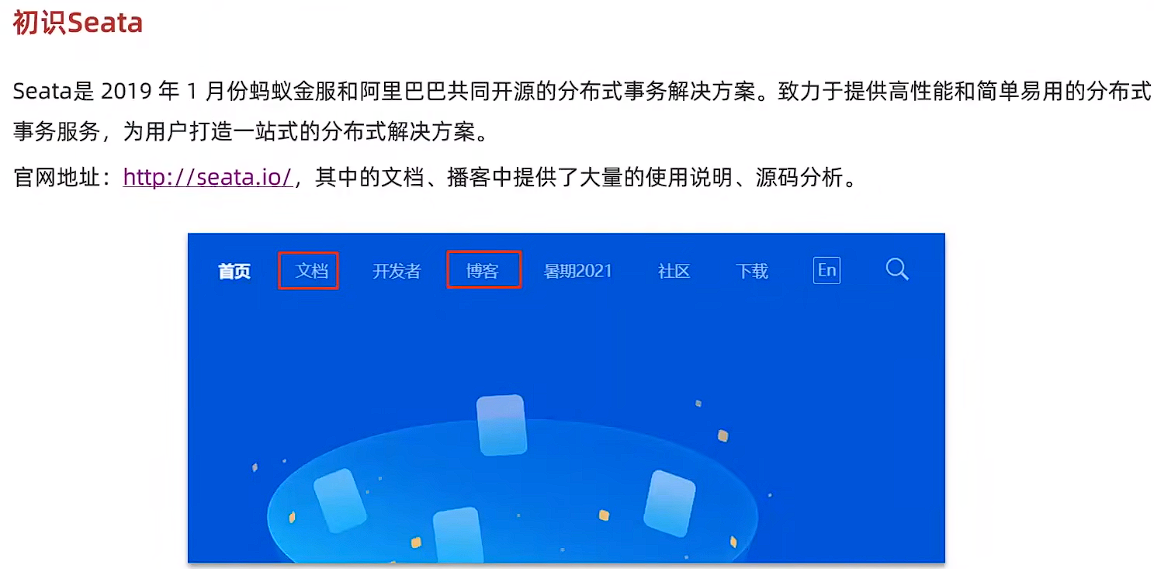 初识Seata
Seata是 2019 年 1 月份蚂蚁金服和阿里巴巴共同开源的分布式事务解决方案。致力于提供高性能和简单易用的分布式
事务服务，为用户打造一站式的分布式解决方案。
官网地址：http://seata.io/，其中的文档、播客中提供了大量的使用说明、源码分析。
首页 文档 开发者 博客 暑期2021 社区 下载 En